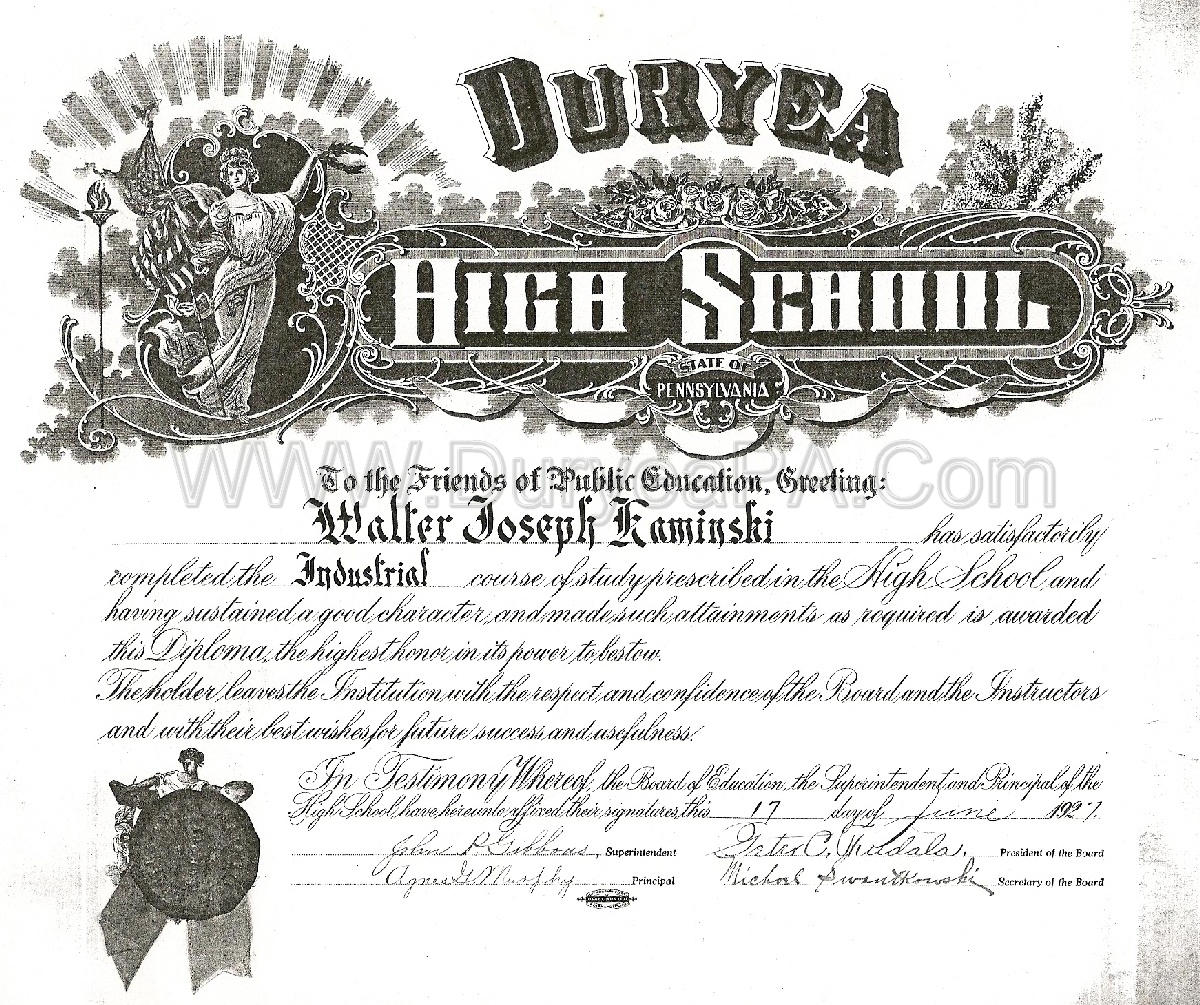 DURYEA
HIGH SCHOOL
STATE OF
PENNSYLVANIA
WWW.DuryeaPA.Com
To the Friends of Public Education, Greeting:
Walter Joseph Kaminski has satisfactorily
completed the Industrial course of study prescribed in the High School and
having sustained a good character, and made such attainments as required is awarded
this Diploma, the highest honor in its power to bestow.
The holder leaves the Institution with the respect and confidence of the Board and the Instructors
and with their best wishes for future success and usefulness.
In Testimony Whereof, the Board of Education, the Superintendent, and Principal of the
High School, have hereunto affixed their signatures, this 17 day of June 1927.
John P. Gibbons, Superintendent
President of the Board
Agnes G. Murphy Principal
Michael Swantkowski Secretary of the Board